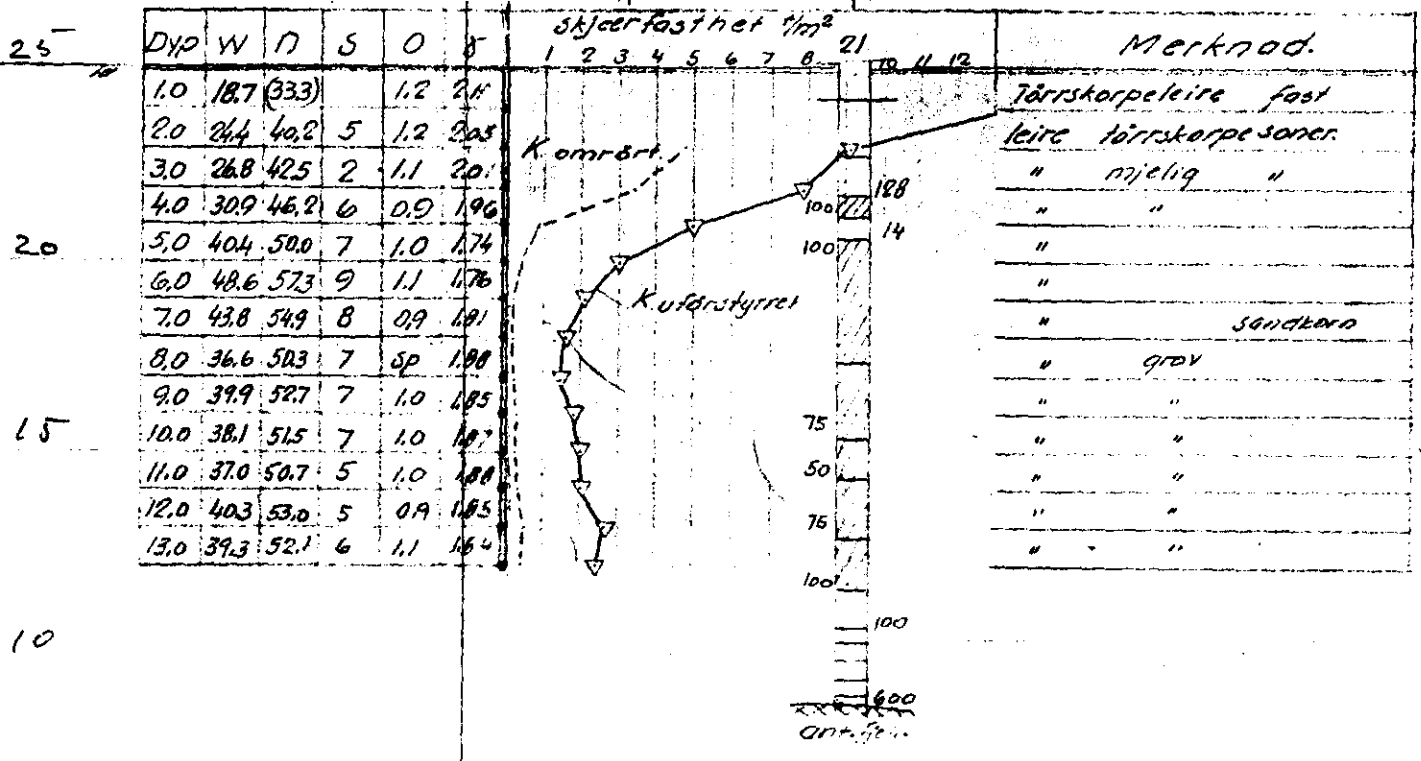 skjærfasthet t/m²
25 Dyp W n S O γ 1 2 3 4 5 6 7 8 21 10 11 12 Merknad.
1.0 18.7 (33.3) 1.2 Tørrskorpeleire fast
2.0 24.4 40.2 5 1.2 2.05 leire tørrskorpesoner.
K omrørt.
3.0 26.8 42.5 2 1.1 2.01 " mjelig "
4.0 30.9 46.2 6 0.9 1.96 100 128 " "
20 5.0 40.4 50.0 7 1.0 1.74 100 14 "
6.0 48.6 57.3 9 1.1 1.76 "
K uforstyrret
7.0 43.8 54.9 8 0.9 1.81 " sandkorn
8.0 36.6 50.3 7 sp 1.88 " grov
9.0 39.9 52.7 7 1.0 1.85 " "
15 10.0 38.1 51.5 7 1.0 1.87 75 " "
11.0 37.0 50.7 5 1.0 1.88 50 " "
12.0 40.3 53.0 5 0.9 1.85 75 " "
13.0 39.3 52.1 6 1.1 " "
100
10 100
600
ant. fjell